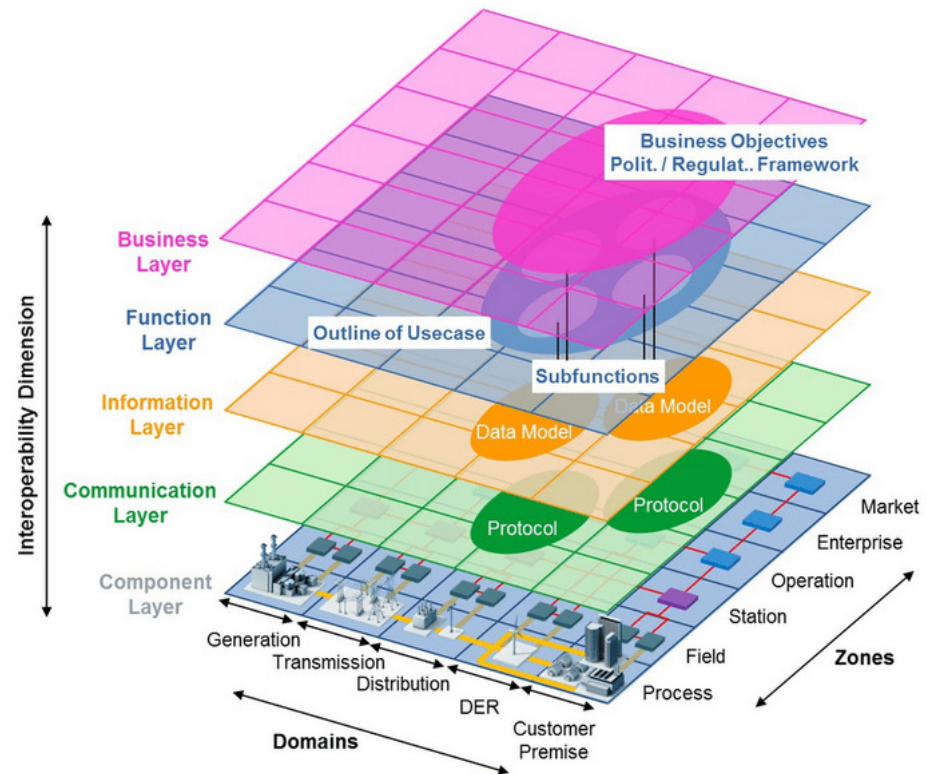 Business Objectives
Polit. / Regulat.. Framework
Business
Layer
Function
Layer
Outline of Usecase
Subfunctions
Information
Layer
Data Model
Data Model
Communication
Layer
Protocol
Protocol
Component
Layer
Interoperability Dimension
Generation
Transmission
Distribution
DER
Customer
Premise
Domains
Market
Enterprise
Operation
Station
Field
Process
Zones